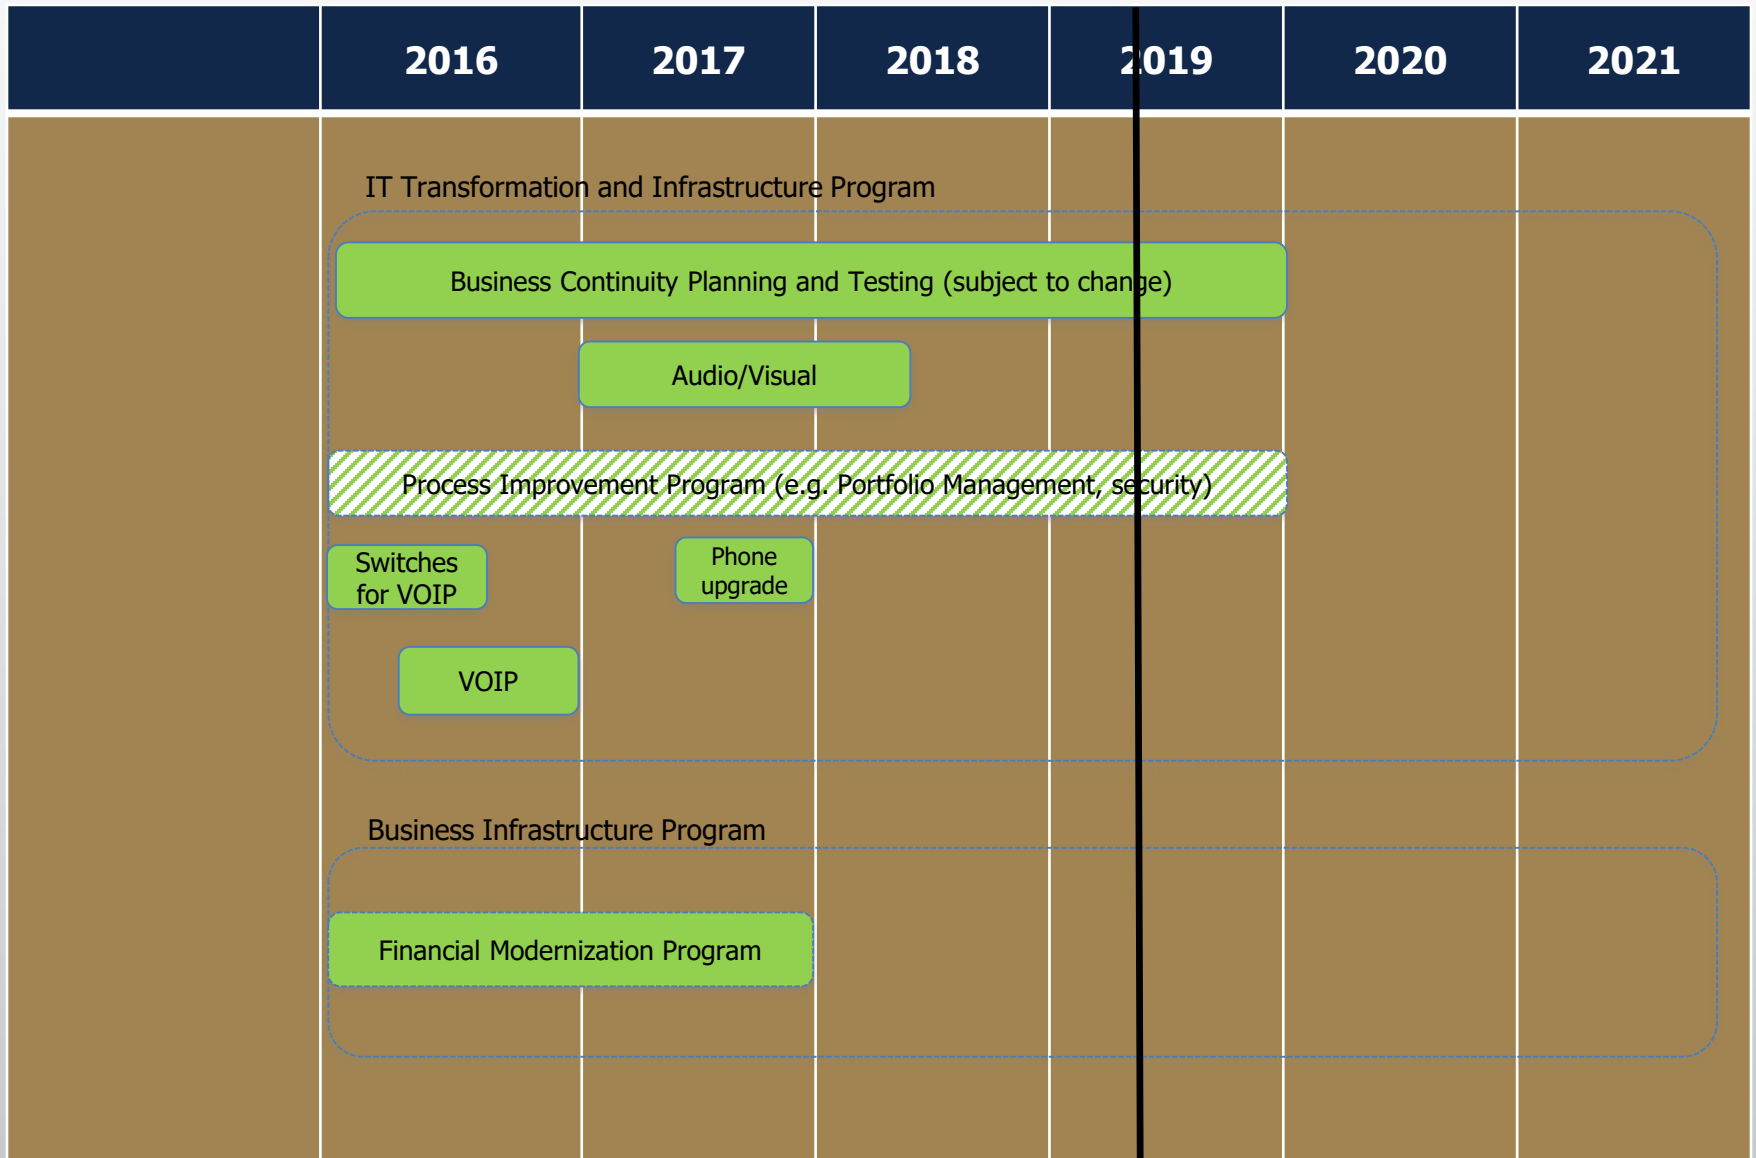 2016 2017 2018 2019 2020 2021
IT Transformation and Infrastructure Program
Business Continuity Planning and Testing (subject to change)
Audio/Visual
Process Improvement Program (e.g. Portfolio Management, security)
Switches
for VOIP
Phone
upgrade
VOIP
Business Infrastructure Program
Financial Modernization Program